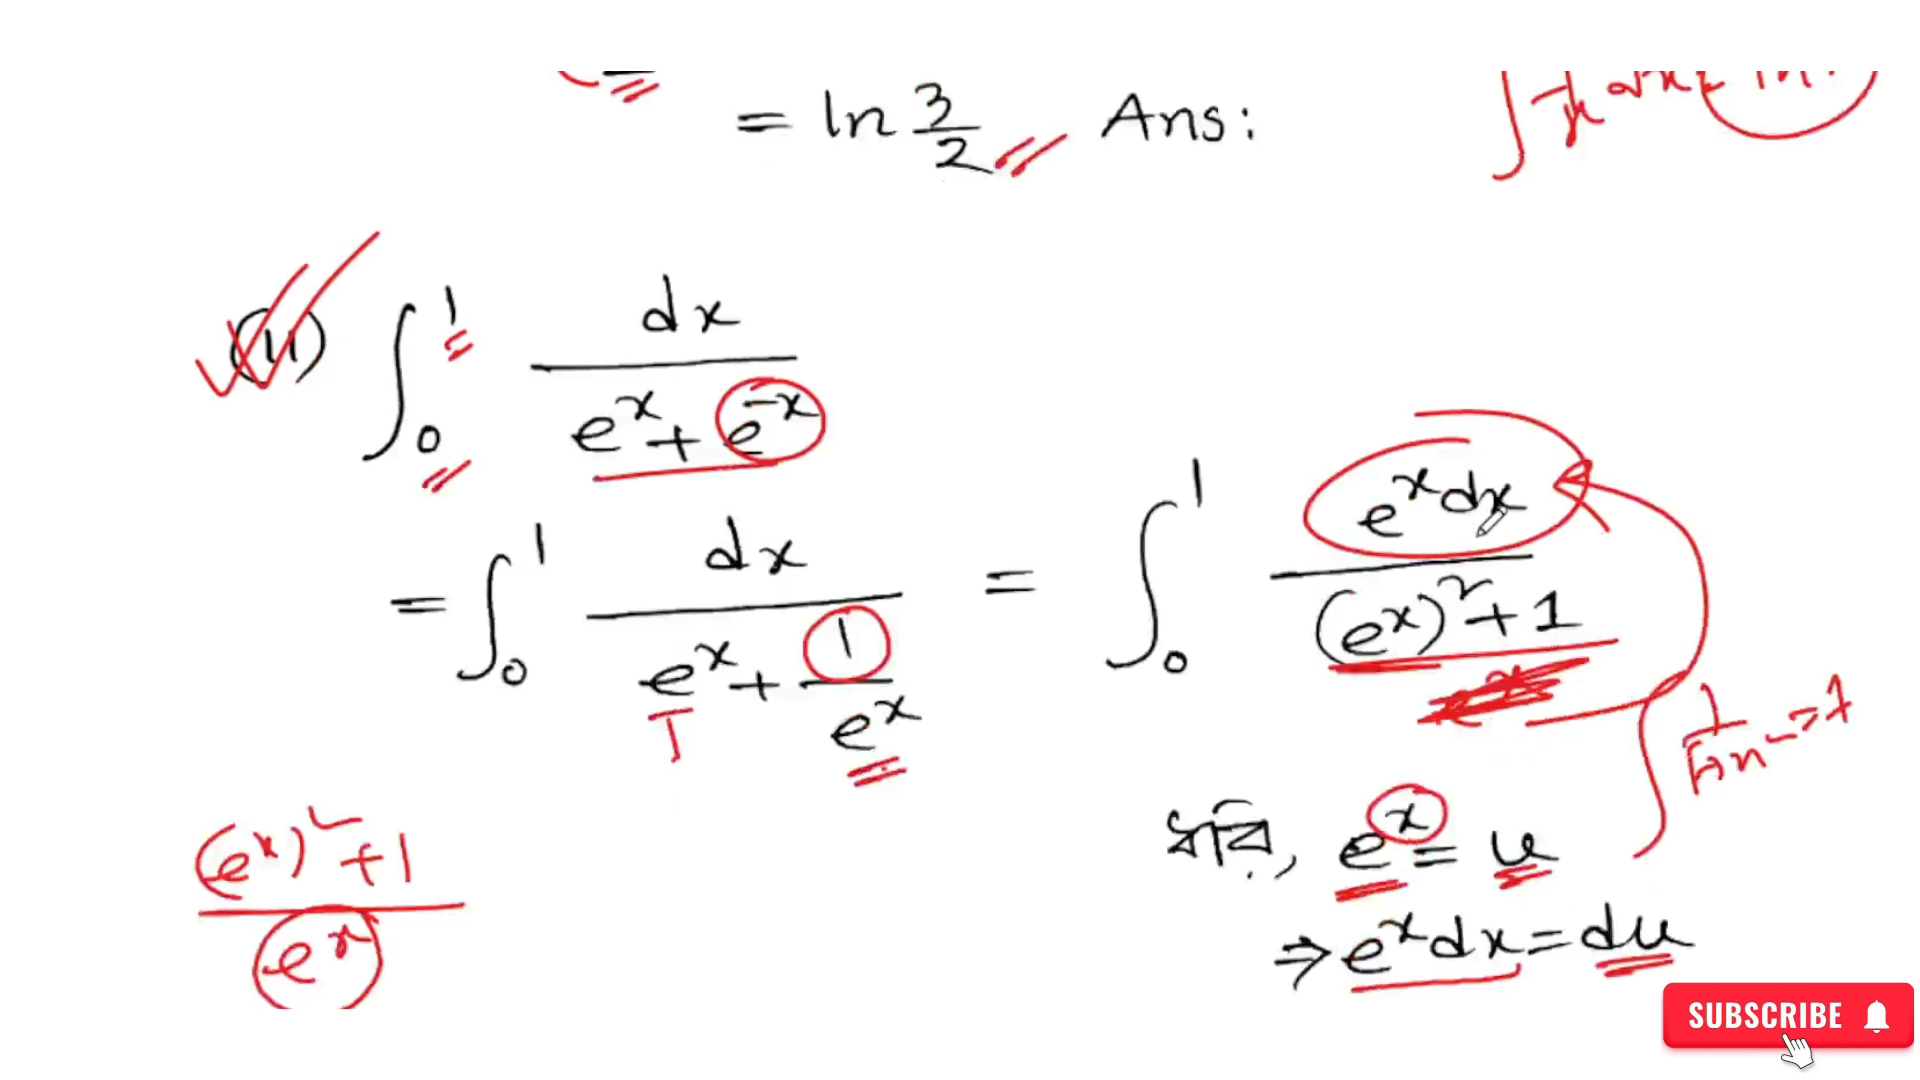 = ln 3/2 Ans:
(ii) ∫₀¹ dx/(eˣ + e⁻ˣ)
= ∫₀¹ dx/(eˣ + 1/eˣ) = ∫₀¹ eˣdx/((eˣ)² + 1)
((eˣ)² + 1)/eˣ
ধরি, eˣ = u
⇒ eˣdx = du
SUBSCRIBE